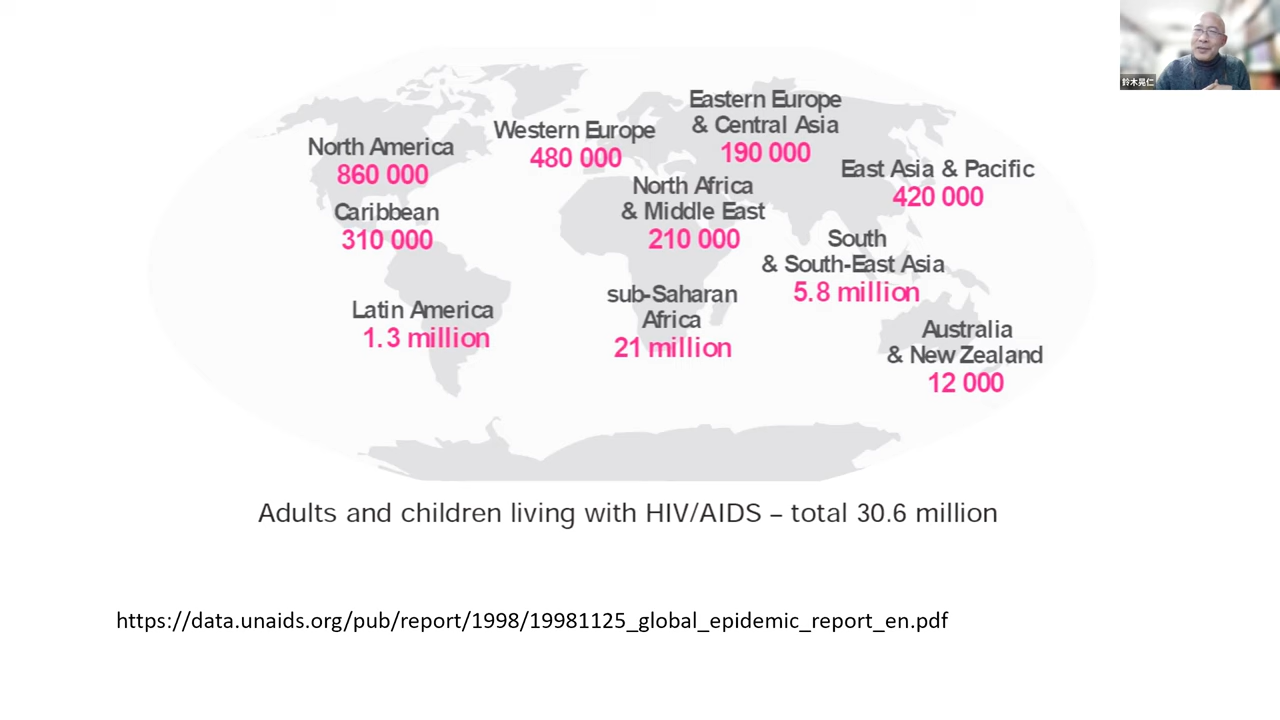 North America
860 000
Caribbean
310 000
Latin America
1.3 million
Western Europe
480 000
North Africa
& Middle East
210 000
sub-Saharan
Africa
21 million
Eastern Europe
& Central Asia
190 000
East Asia & Pacific
420 000
South
& South-East Asia
5.8 million
Australia
& New Zealand
12 000
Adults and children living with HIV/AIDS – total 30.6 million
https://data.unaids.org/pub/report/1998/19981125_global_epidemic_report_en.pdf
鈴木晃仁